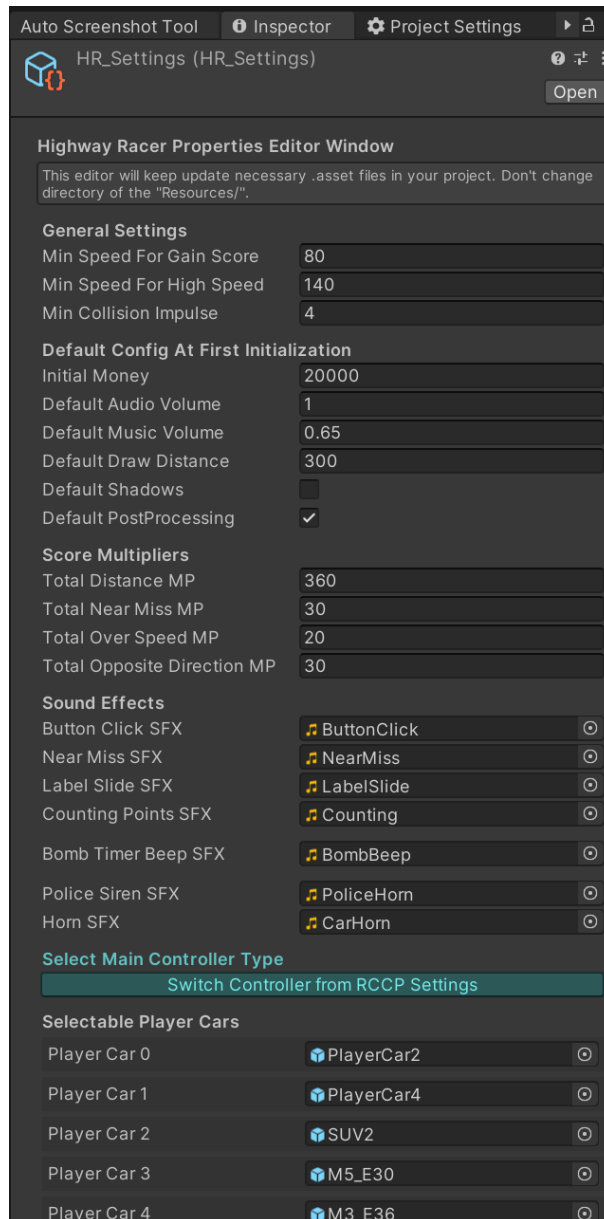 Auto Screenshot Tool Inspector Project Settings
HR_Settings (HR_Settings)
Open
Highway Racer Properties Editor Window
This editor will keep update necessary .asset files in your project. Don't change
directory of the "Resources/".
General Settings
Min Speed For Gain Score 80
Min Speed For High Speed 140
Min Collision Impulse 4
Default Config At First Initialization
Initial Money 20000
Default Audio Volume 1
Default Music Volume 0.65
Default Draw Distance 300
Default Shadows
Default PostProcessing
Score Multipliers
Total Distance MP 360
Total Near Miss MP 30
Total Over Speed MP 20
Total Opposite Direction MP 30
Sound Effects
Button Click SFX ButtonClick
Near Miss SFX NearMiss
Label Slide SFX LabelSlide
Counting Points SFX Counting
Bomb Timer Beep SFX BombBeep
Police Siren SFX PoliceHorn
Horn SFX CarHorn
Select Main Controller Type
Switch Controller from RCCP Settings
Selectable Player Cars
Player Car 0 PlayerCar2
Player Car 1 PlayerCar4
Player Car 2 SUV2
Player Car 3 M5_E30
Player Car 4 M3_E36